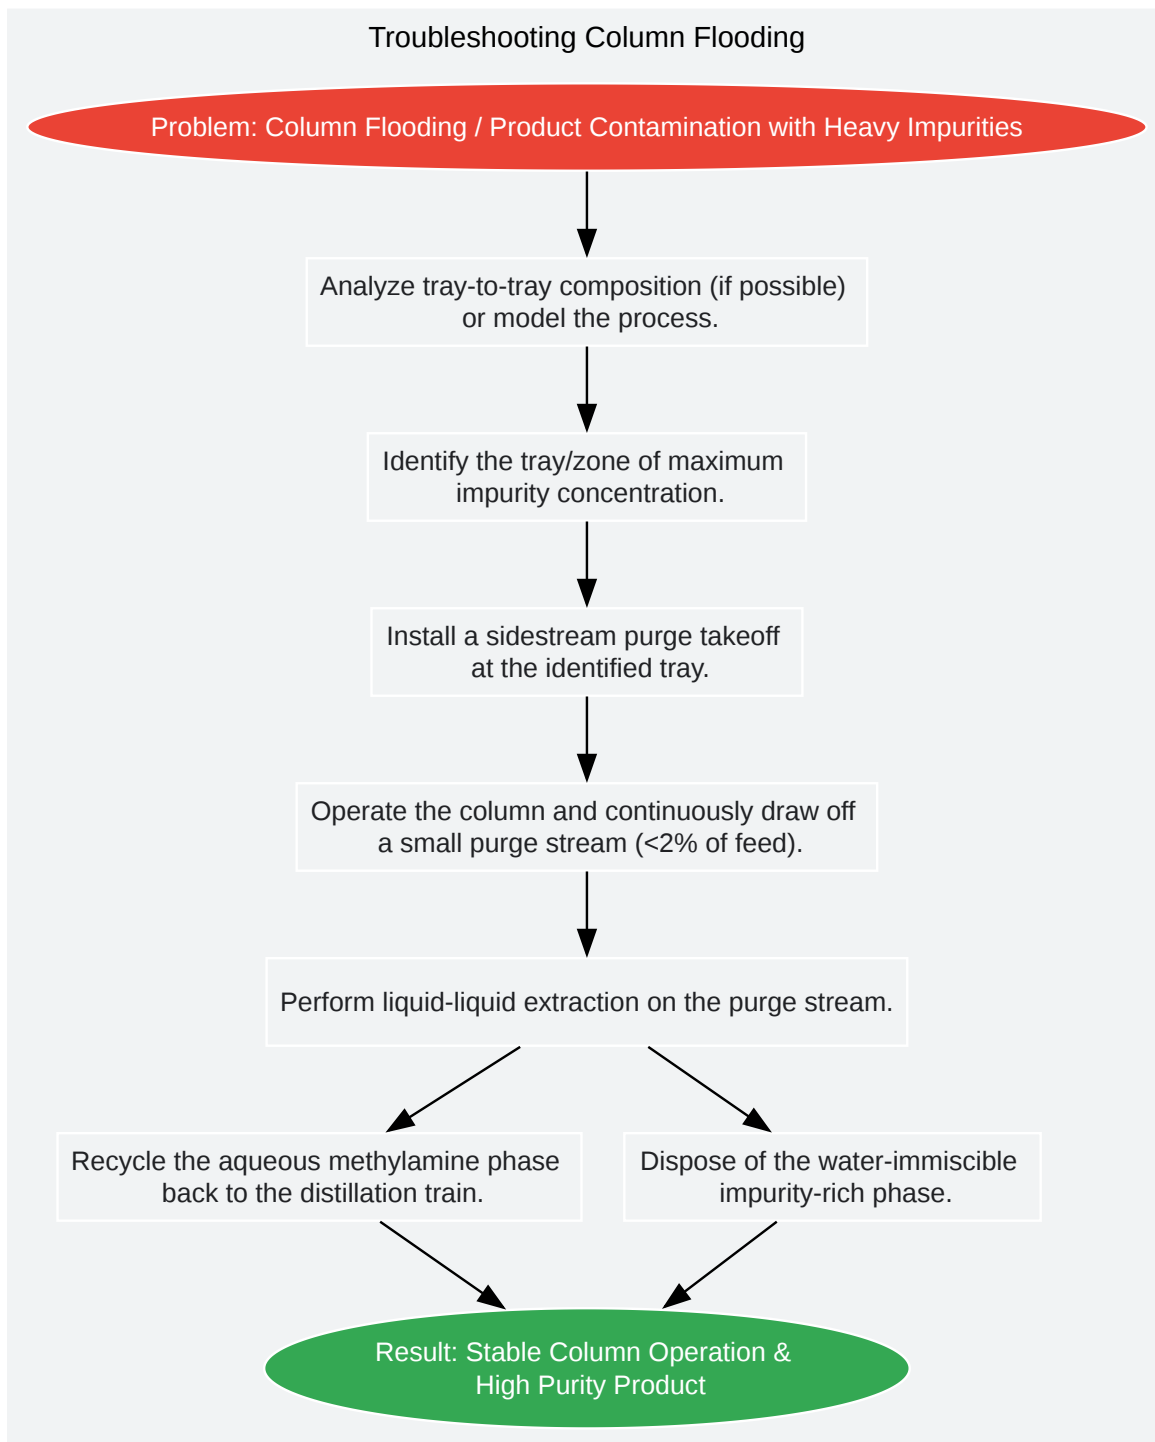 Troubleshooting Column Flooding
Problem: Column Flooding / Product Contamination with Heavy Impurities
Analyze tray-to-tray composition (if possible)
or model the process.
Identify the tray/zone of maximum
impurity concentration.
Install a sidestream purge takeoff
at the identified tray.
Operate the column and continuously draw off
a small purge stream (<2% of feed).
Perform liquid-liquid extraction on the purge stream.
Recycle the aqueous methylamine phase
back to the distillation train.
Dispose of the water-immiscible
impurity-rich phase.
Result: Stable Column Operation &
High Purity Product